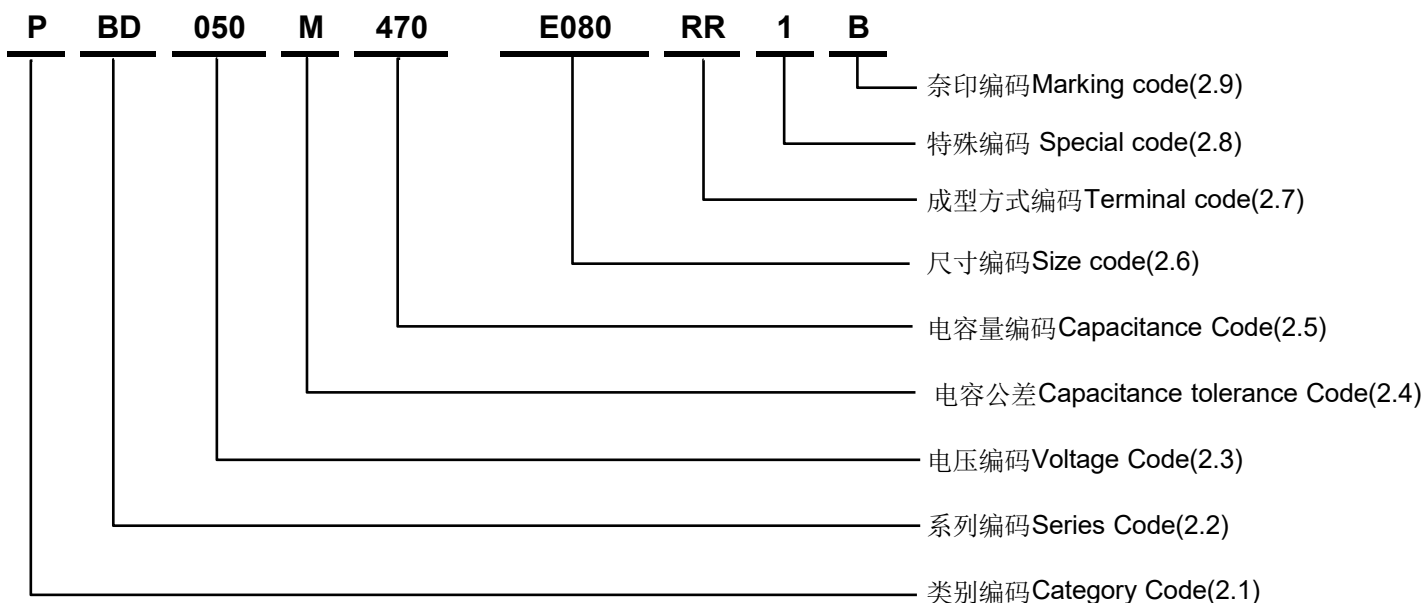 P BD 050 M 470 E080 RR 1 B
奈印编码Marking code(2.9)
特殊编码 Special code(2.8)
成型方式编码Terminal code(2.7)
尺寸编码Size code(2.6)
电容量编码Capacitance Code(2.5)
电容公差Capacitance tolerance Code(2.4)
电压编码Voltage Code(2.3)
系列编码Series Code(2.2)
类别编码Category Code(2.1)